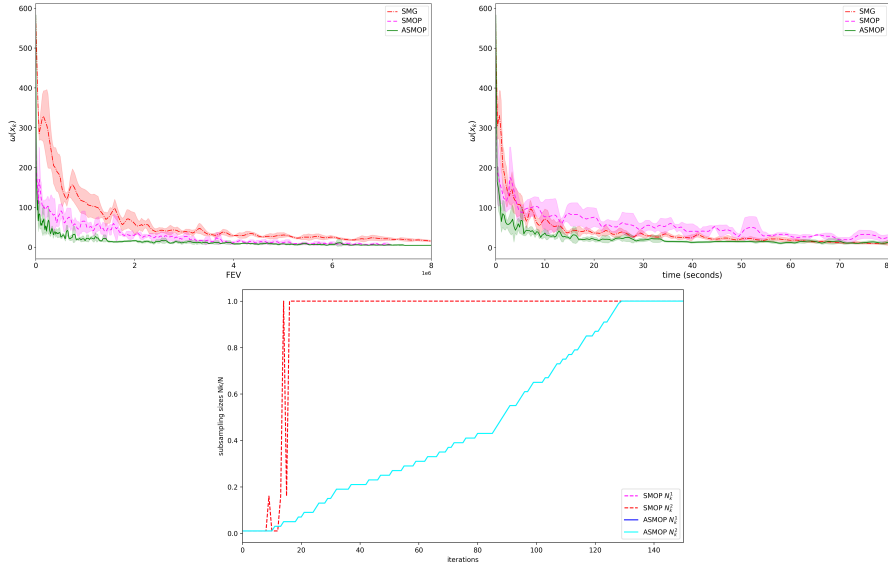 600
500
400
300
200
100
0
ω(x_k)
0 2 4 6 8
FEV
1e6
SMG
SMOP
ASMOP
600
500
400
300
200
100
0
ω(x_k)
0 10 20 30 40 50 60 70 80
time (seconds)
SMG
SMOP
ASMOP
1.0
0.8
0.6
0.4
0.2
0.0
subsampling sizes Nk/N
0 20 40 60 80 100 120 140
iterations
SMOP N_k^1
SMOP N_k^2
ASMOP N_k^1
ASMOP N_k^2